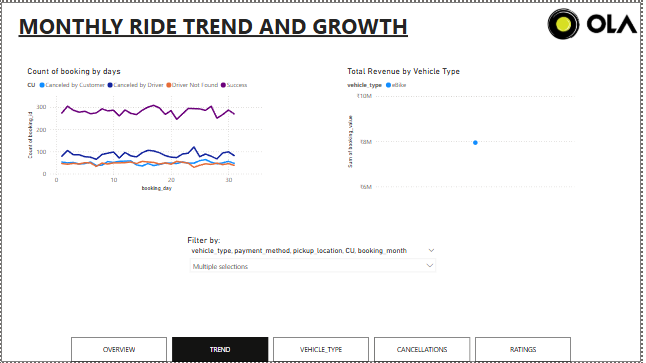 MONTHLY RIDE TREND AND GROWTH
OLA
Count of booking by days
CU Canceled by Customer Canceled by Driver Driver Not Found Success
Count of booking_id
300
200
100
0
0 10 20 30
booking_day
Total Revenue by Vehicle Type
vehicle_type eBike
Sum of booking_value
₹10M
₹8M
₹6M
Filter by:
vehicle_type, payment_method, pickup_location, CU, booking_month
Multiple selections
OVERVIEW TREND VEHICLE_TYPE CANCELLATIONS RATINGS